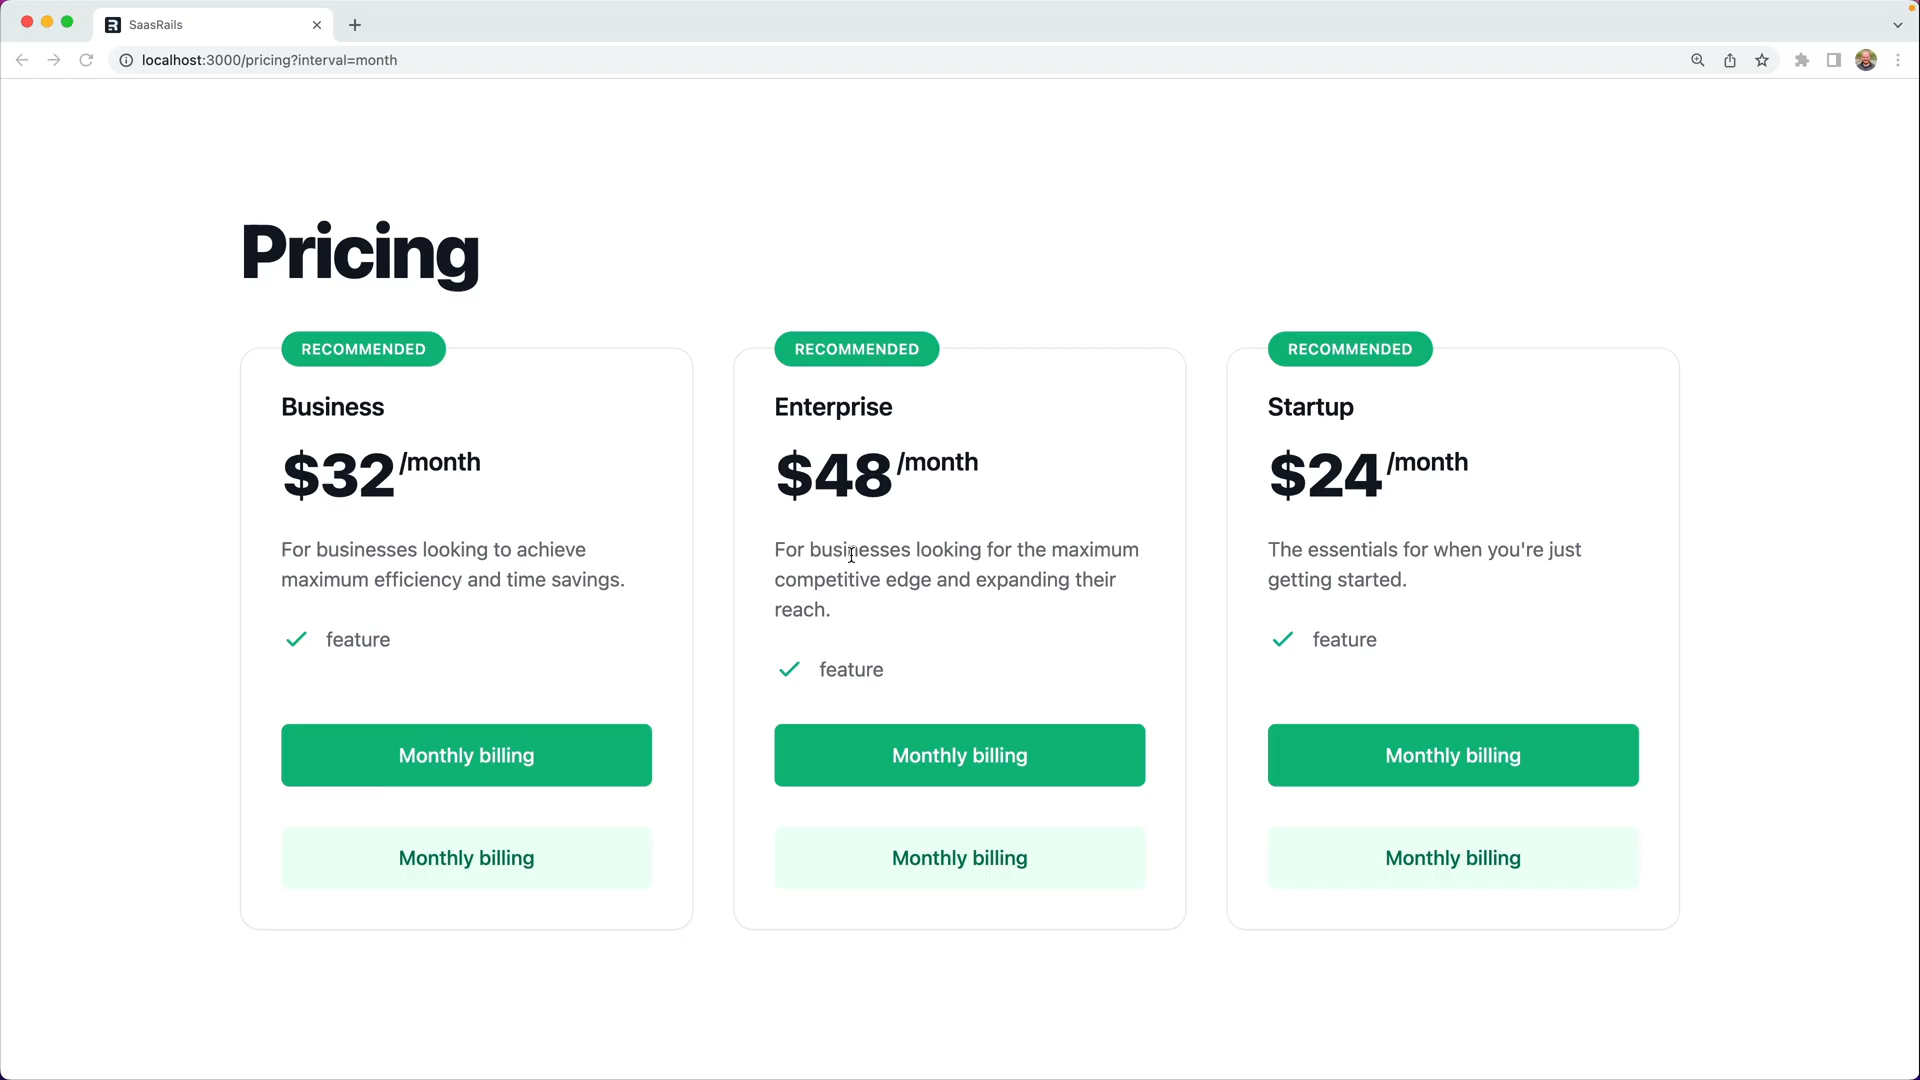 SaasRails
localhost:3000/pricing?interval=month
Pricing
RECOMMENDED
Business
$32/month
For businesses looking to achieve
maximum efficiency and time savings.
feature
Monthly billing
Monthly billing
RECOMMENDED
Enterprise
$48/month
For businesses looking for the maximum
competitive edge and expanding their
reach.
feature
Monthly billing
Monthly billing
RECOMMENDED
Startup
$24/month
The essentials for when you're just
getting started.
feature
Monthly billing
Monthly billing